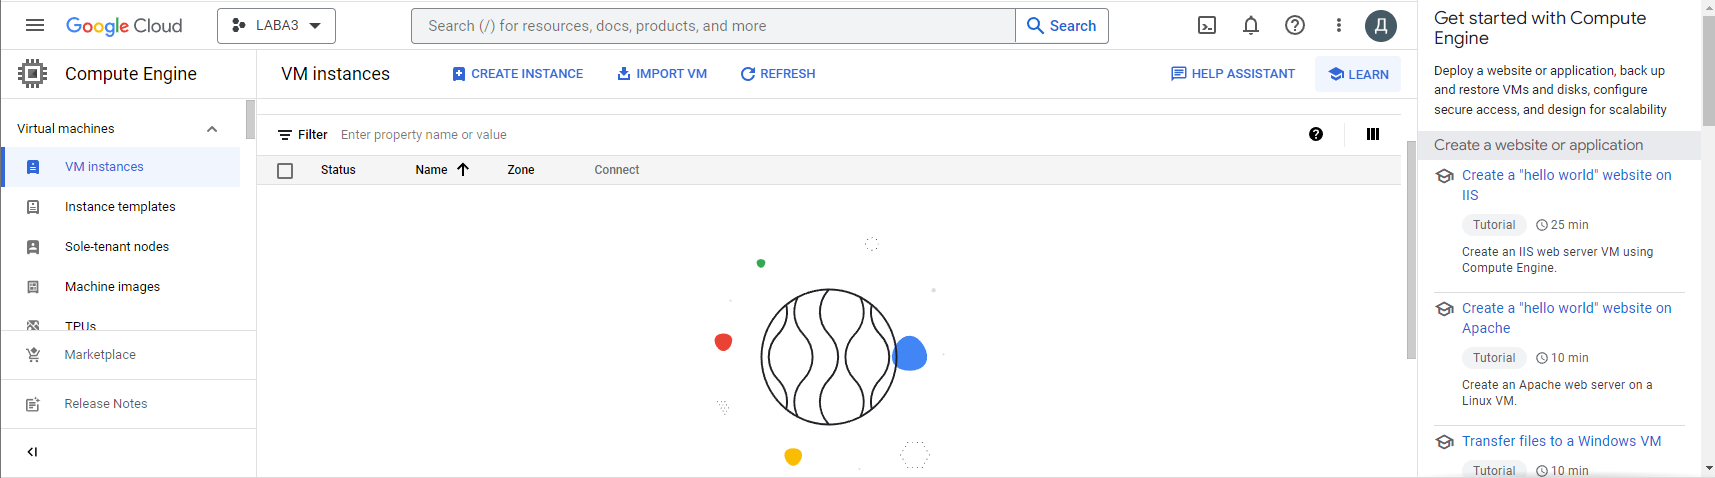 Google Cloud
LABA3
Search (/) for resources, docs, products, and more
Search
Д
Compute Engine
VM instances
CREATE INSTANCE
IMPORT VM
REFRESH
HELP ASSISTANT
LEARN
Virtual machines
VM instances
Instance templates
Sole-tenant nodes
Machine images
TPUs
Marketplace
Release Notes
Filter
Enter property name or value
Status
Name
Zone
Connect
Get started with Compute
Engine
Deploy a website or application, back up
and restore VMs and disks, configure
secure access, and design for scalability
Create a website or application
Create a "hello world" website on
IIS
Tutorial
25 min
Create an IIS web server VM using
Compute Engine.
Create a "hello world" website on
Apache
Tutorial
10 min
Create an Apache web server on a
Linux VM.
Transfer files to a Windows VM
Tutorial
10 min